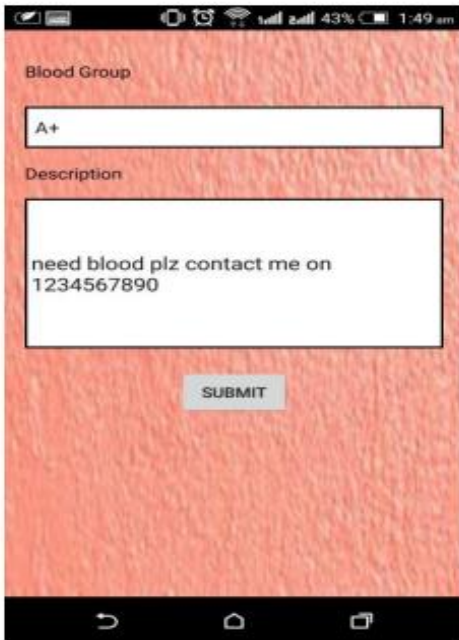 43% 1:49 am
Blood Group
A+
Description
need blood plz contact me on
1234567890
SUBMIT